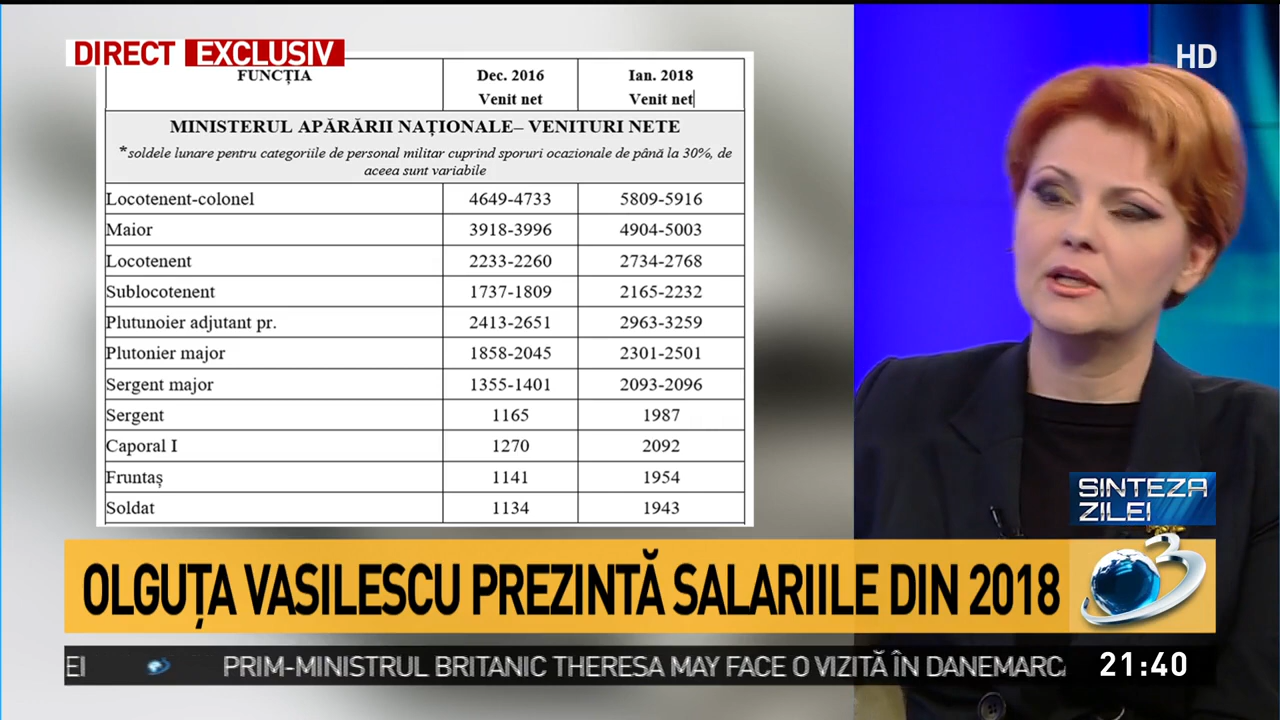 DIRECT EXCLUSIV
HD
FUNCȚIA Dec. 2016 Venit net Ian. 2018 Venit net
MINISTERUL APĂRĂRII NAȚIONALE– VENITURI NETE
*soldele lunare pentru categoriile de personal militar cuprind sporuri ocazionale de până la 30%, de
aceea sunt variabile
Locotenent-colonel 4649-4733 5809-5916
Maior 3918-3996 4904-5003
Locotenent 2233-2260 2734-2768
Sublocotenent 1737-1809 2165-2232
Plutunoier adjutant pr. 2413-2651 2963-3259
Plutonier major 1858-2045 2301-2501
Sergent major 1355-1401 2093-2096
Sergent 1165 1987
Caporal I 1270 2092
Fruntaș 1141 1954
Soldat 1134 1943
SINTEZA
ZILEI
3
OLGUȚA VASILESCU PREZINTĂ SALARIILE DIN 2018
EI PRIM-MINISTRUL BRITANIC THERESA MAY FACE O VIZITĂ ÎN DANEMARCA
21:40